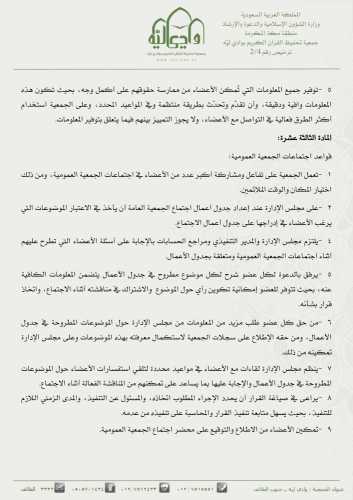 المملكة العربية السعودية
وزارة الشؤون الإسلامية والدعوة والإرشاد
منطقة مكة المكرمة
جمعية تحفيظ القرآن الكريم بوادي ليّه
ترخيص رقم 2/4
وادي ليّة
٥ -توفير جميع المعلومات التي تُمكن الأعضاء من ممارسة حقوقهم على أكمل وجه، بحيث تكون هذه
المعلومات وافية ودقيقة، وأن تقدّم وتحدّث بطريقة منتظمة وفي المواعيد المحدد، وعلى الجمعية استخدام
أكثر الطرق فعالية في التواصل مع الأعضاء، ولا يجوز التمييز بينهم فيما يتعلق بتوفير المعلومات.
المادة الثالثة عشرة:
قواعد اجتماعات الجمعية العمومية:
١ -تعمل الجمعية على تفاعل ومشاركة أكبر عدد من الأعضاء في اجتماعات الجمعية العمومية، ومن ذلك
اختيار المكان والوقت الملائمين.
٢ -على مجلس الإدارة عند إعداد جدول أعمال اجتماع الجمعية العامة أن يأخذ في الاعتبار الموضوعات التي
يرغب الأعضاء في إدراجها على جدول أعمال الاجتماع.
٤ -يلتزم مجلس الإدارة والمدير التنفيذي ومراجع الحسابات بالإجابة على أسئلة الأعضاء التي تطرح عليهم
أثناء اجتماعات الجمعية العمومية ومتعلقة بجدول الأعمال.
٥ -يرفق بالدعوة لكل عضو شرح لكل موضوع مطروح في جدول الأعمال يتضمن المعلومات الكافية
عنه، بحيث تتوفر للعضو إمكانية تكوين رأي حول الموضوع والاشتراك في مناقشته أثناء الاجتماع، واتخاذ
قرار بشأنه.
٦ -من حق كل عضو طلب مزيد من المعلومات من مجلس الإدارة حول الموضوعات المطروحة في جدول
الأعمال، ومن حقه الإطلاع على سجلات الجمعية لاستكمال معرفته بهذه موضوعات وعلى مجلس الإدارة
تمكينه من ذلك.
٧ -ينظم مجلس الإدارة لقاءات مع الأعضاء في مواعيد محددة لتلقي استفسارات الأعضاء حول الموضوعات
المطروحة في جدول الأعمال والإجابة عليها بما يساعد على تمكنهم من المناقشة الفعالة أثناء الاجتماع.
٨ -يراعى في صياغة القرار أن يحدد الإجراء المطلوب اتخاذه، والمسئول عن التنفيذ، والمدى الزمني اللازم
للتنفيذ، بحيث يسهل متابعة تنفيذ القرار والمحاسبة على تنفيذه من عدمه.
٩ -تمكين الأعضاء من الاطلاع والتوقيع على محضر اجتماع الجمعية العمومية.